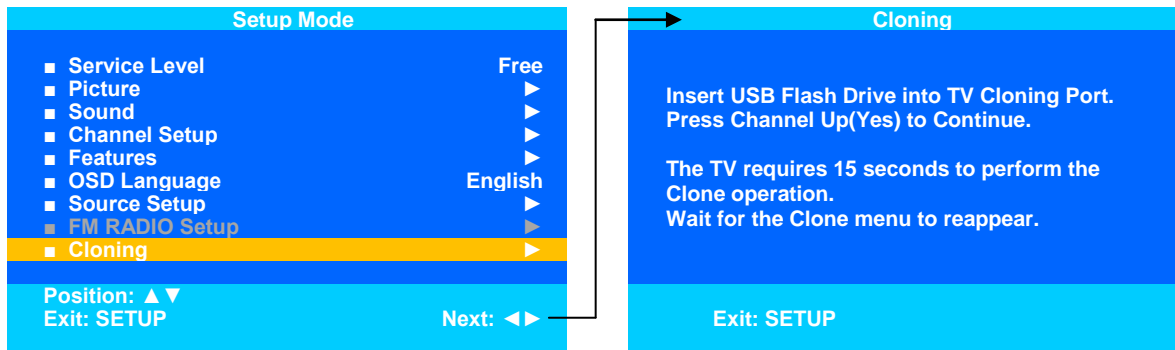 Setup Mode
■ Service Level Free
■ Picture ►
■ Sound ►
■ Channel Setup ►
■ Features ►
■ OSD Language English
■ Source Setup ►
■ FM RADIO Setup ►
■ Cloning ►
Position: ▲▼
Exit: SETUP Next: ◄►
Cloning
Insert USB Flash Drive into TV Cloning Port.
Press Channel Up(Yes) to Continue.
The TV requires 15 seconds to perform the
Clone operation.
Wait for the Clone menu to reappear.
Exit: SETUP